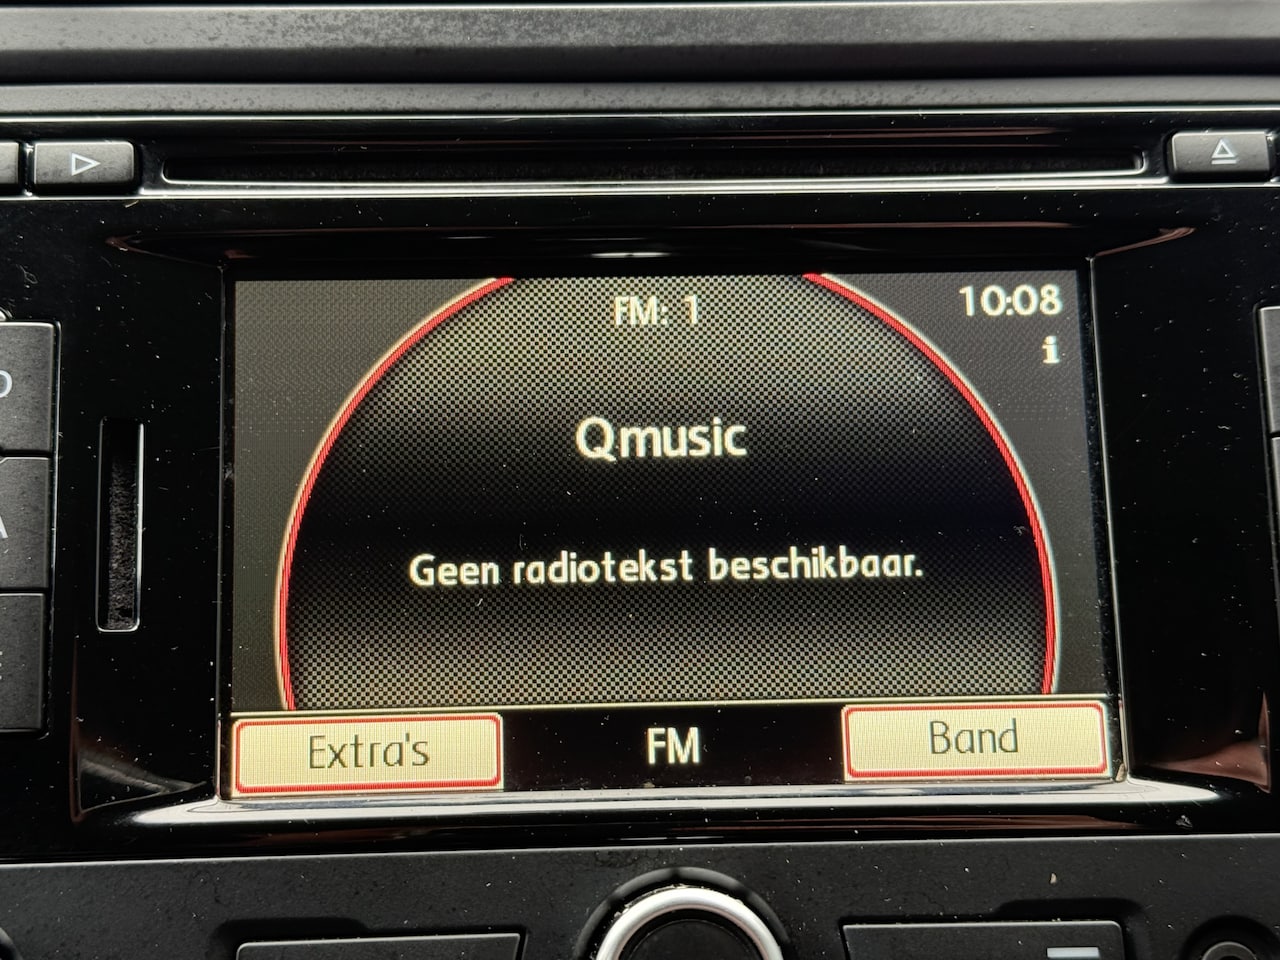 FM: 1
10:08
i
Qmusic
Geen radiotekst beschikbaar.
Extra's
FM
Band